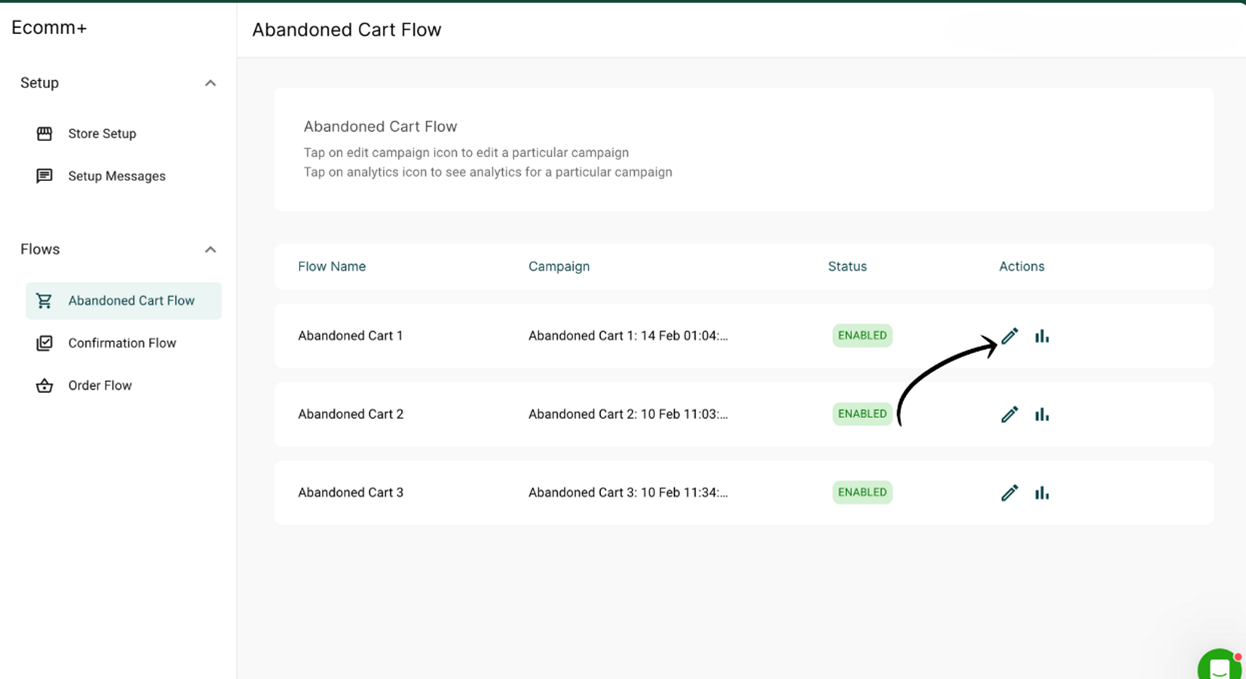 Ecomm+
Abandoned Cart Flow
Setup
Store Setup
Setup Messages
Flows
Abandoned Cart Flow
Confirmation Flow
Order Flow
Abandoned Cart Flow
Tap on edit campaign icon to edit a particular campaign
Tap on analytics icon to see analytics for a particular campaign
Flow Name Campaign Status Actions
Abandoned Cart 1 Abandoned Cart 1: 14 Feb 01:04:... ENABLED
Abandoned Cart 2 Abandoned Cart 2: 10 Feb 11:03:... ENABLED
Abandoned Cart 3 Abandoned Cart 3: 10 Feb 11:34:... ENABLED